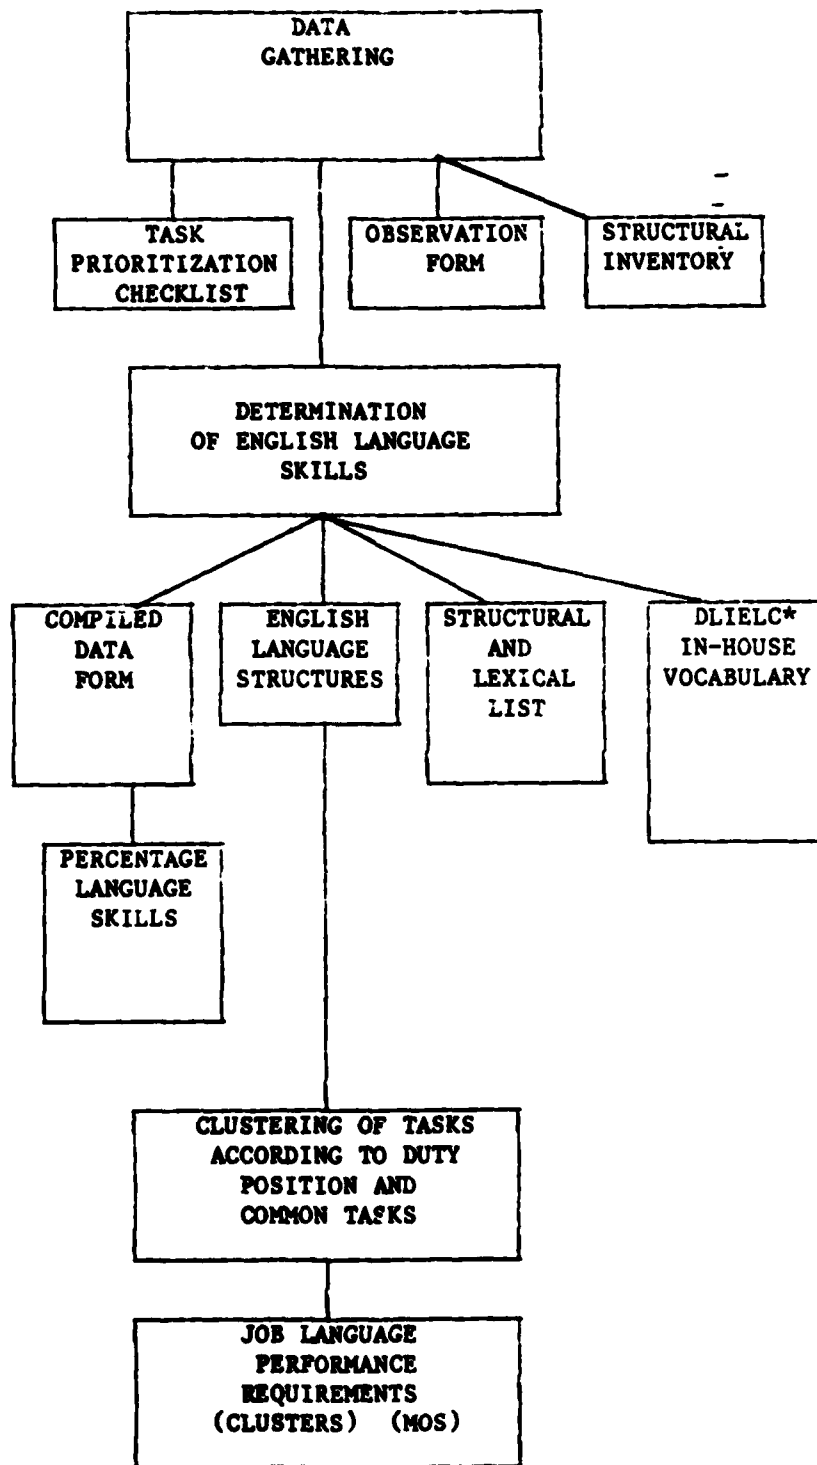 DATA
GATHERING
TASK
PRIORITIZATION
CHECKLIST
OBSERVATION
FORM
STRUCTURAL
INVENTORY
DETERMINATION
OF ENGLISH LANGUAGE
SKILLS
COMPILED
DATA
FORM
ENGLISH
LANGUAGE
STRUCTURES
STRUCTURAL
AND
LEXICAL
LIST
DLIELC*
IN-HOUSE
VOCABULARY
PERCENTAGE
LANGUAGE
SKILLS
CLUSTERING OF TASKS
ACCORDING TO DUTY
POSITION AND
COMMON TASKS
JOB LANGUAGE
PERFORMANCE
REQUIREMENTS
(CLUSTERS) (MOS)